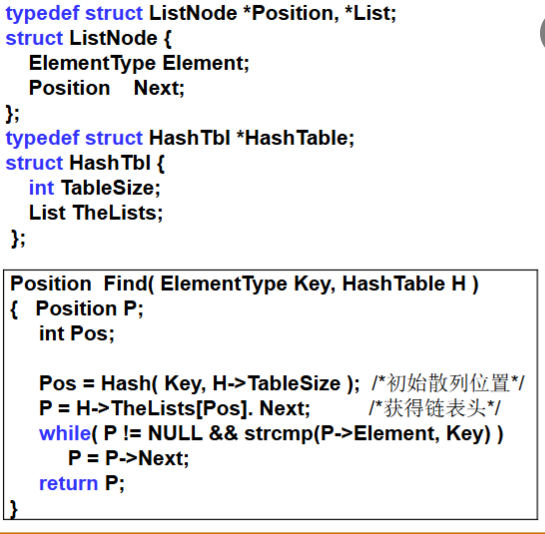 typedef struct ListNode *Position, *List;
struct ListNode {
ElementType Element;
Position Next;
};
typedef struct HashTbl *HashTable;
struct HashTbl {
int TableSize;
List TheLists;
};
Position Find( ElementType Key, HashTable H )
{ Position P;
int Pos;
Pos = Hash( Key, H->TableSize ); /*初始散列位置*/
P = H->TheLists[Pos]. Next; /*获得链表头*/
while( P != NULL && strcmp(P->Element, Key) )
P = P->Next;
return P;
}